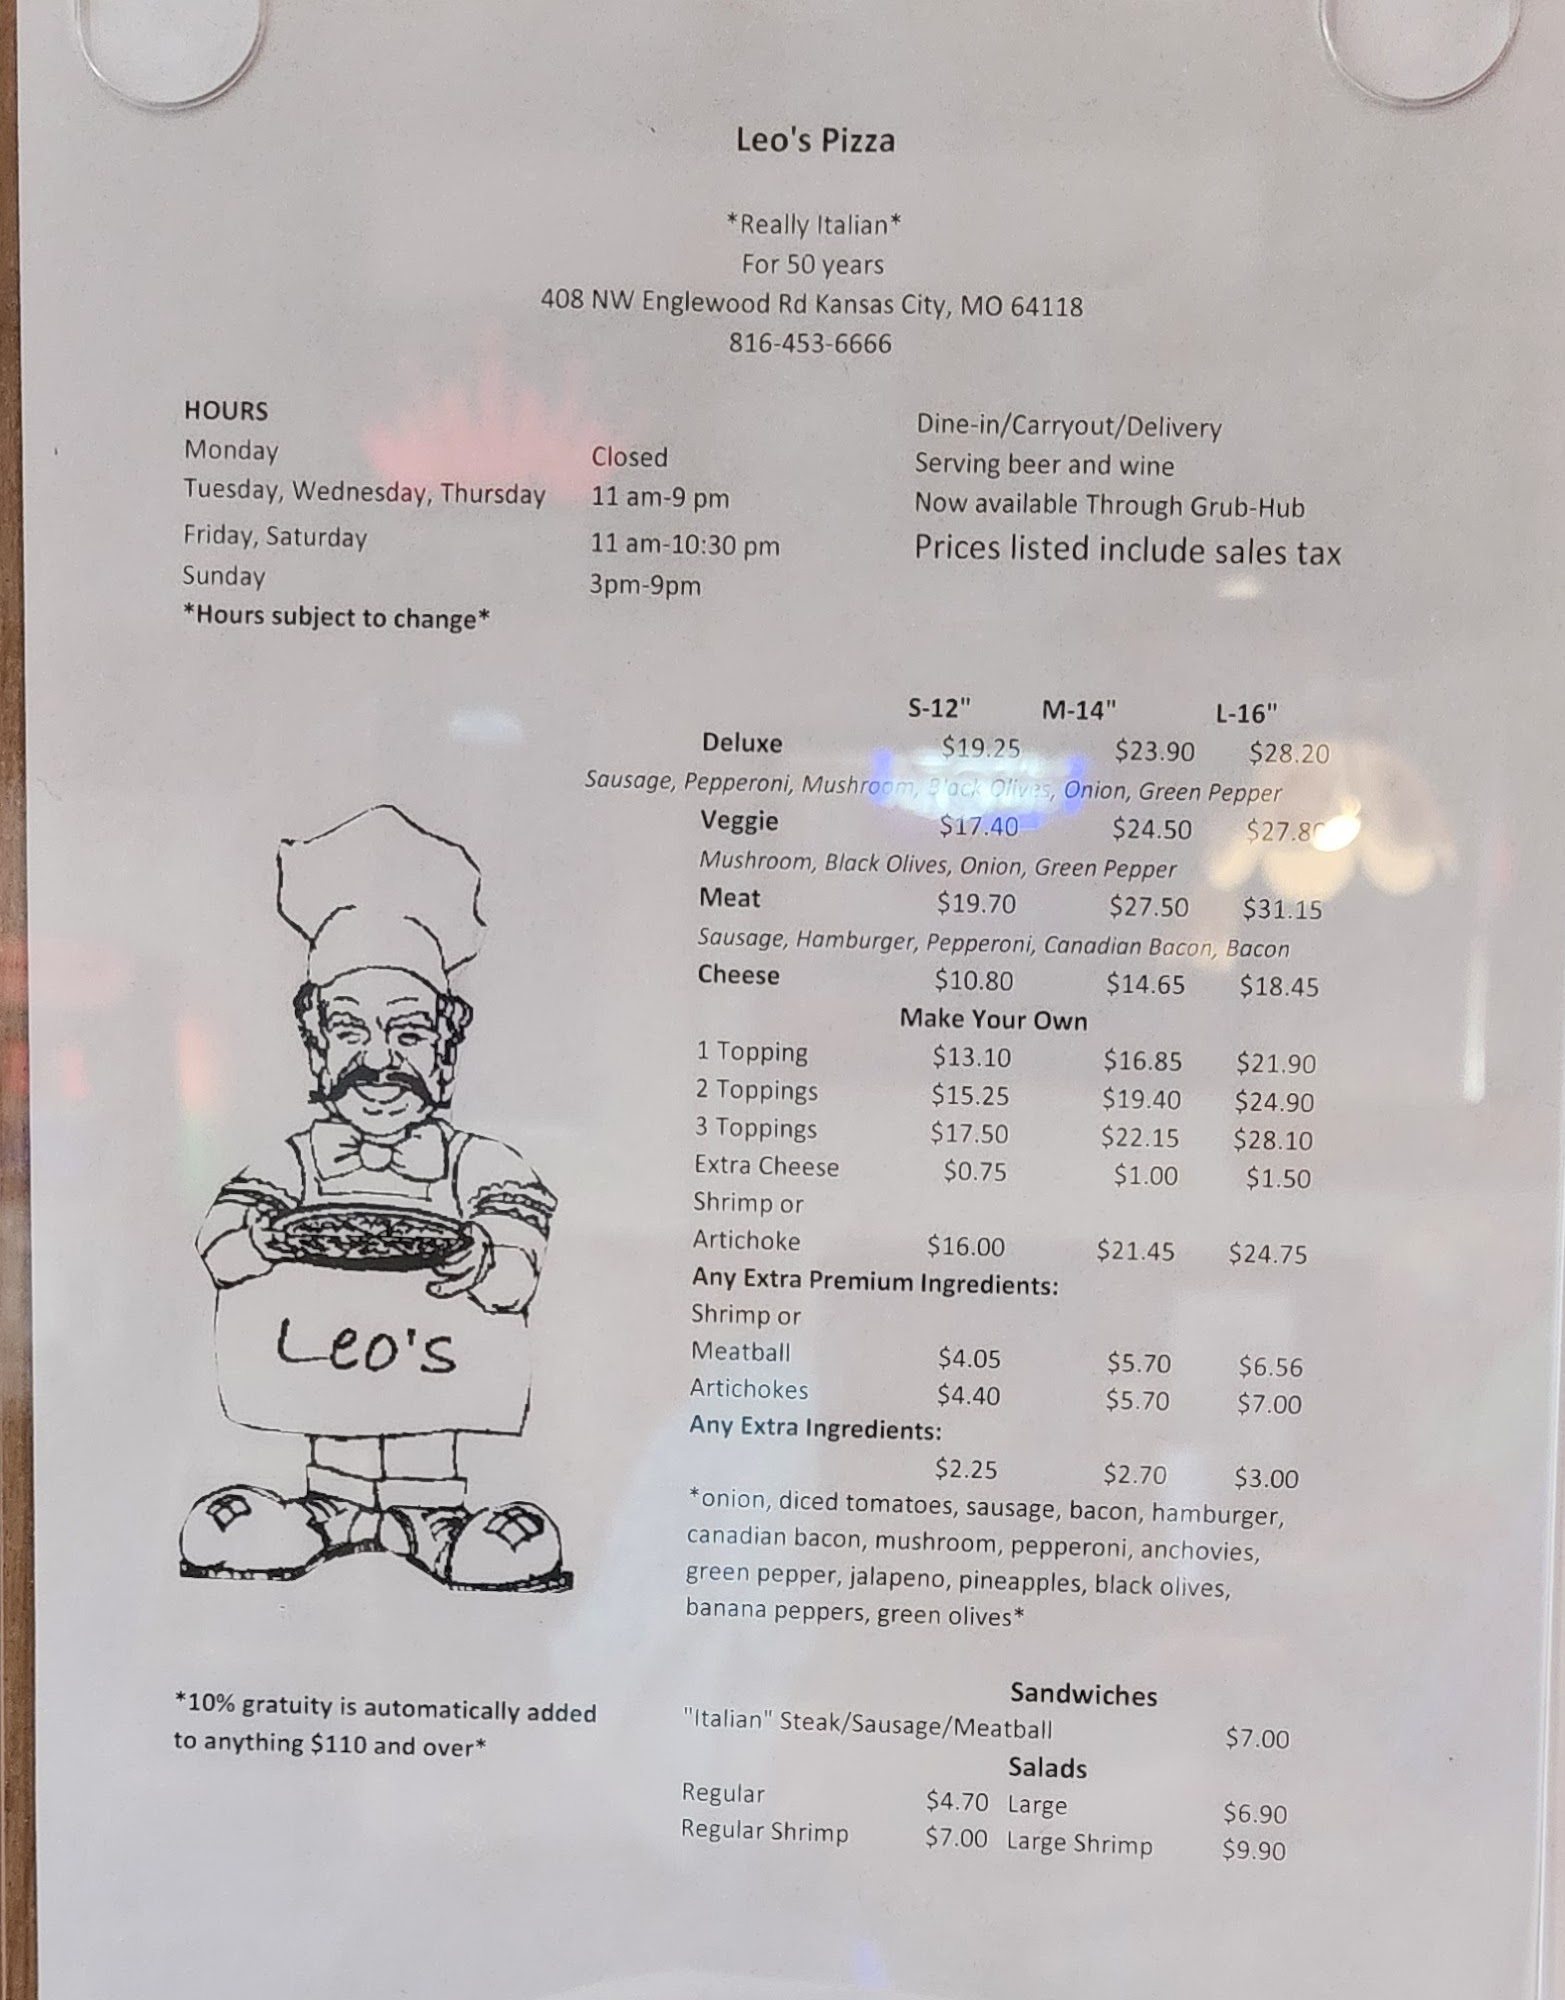 Leo's Pizza
*Really Italian*
For 50 years
408 NW Englewood Rd Kansas City, MO 64118
816-453-6666
HOURS
Monday Closed
Tuesday, Wednesday, Thursday 11 am-9 pm
Friday, Saturday 11 am-10:30 pm
Sunday 3pm-9pm
*Hours subject to change*
Dine-in/Carryout/Delivery
Serving beer and wine
Now available Through Grub-Hub
Prices listed include sales tax
S-12" M-14" L-16"
Deluxe $19.25 $23.90 $28.20
Sausage, Pepperoni, Mushroom, Black Olives, Onion, Green Pepper
Veggie $17.40 $24.50
Mushroom, Black Olives, Onion, Green Pepper
Meat $19.70 $27.50 $31.15
Sausage, Hamburger, Pepperoni, Canadian Bacon, Bacon
Cheese $10.80 $14.65 $18.45
Make Your Own
1 Topping $13.10 $16.85 $21.90
2 Toppings $15.25 $19.40 $24.90
3 Toppings $17.50 $22.15 $28.10
Extra Cheese $0.75 $1.00 $1.50
Shrimp or
Artichoke $16.00 $21.45 $24.75
Any Extra Premium Ingredients:
Shrimp or
Meatball $4.05 $5.70 $6.56
Artichokes $4.40 $5.70 $7.00
Any Extra Ingredients:
$2.25 $2.70 $3.00
*onion, diced tomatoes, sausage, bacon, hamburger,
canadian bacon, mushroom, pepperoni, anchovies,
green pepper, jalapeno, pineapples, black olives,
banana peppers, green olives*
Leo's
*10% gratuity is automatically added
to anything $110 and over*
Sandwiches
"Italian" Steak/Sausage/Meatball $7.00
Salads
Regular $4.70 Large $6.90
Regular Shrimp $7.00 Large Shrimp $9.90